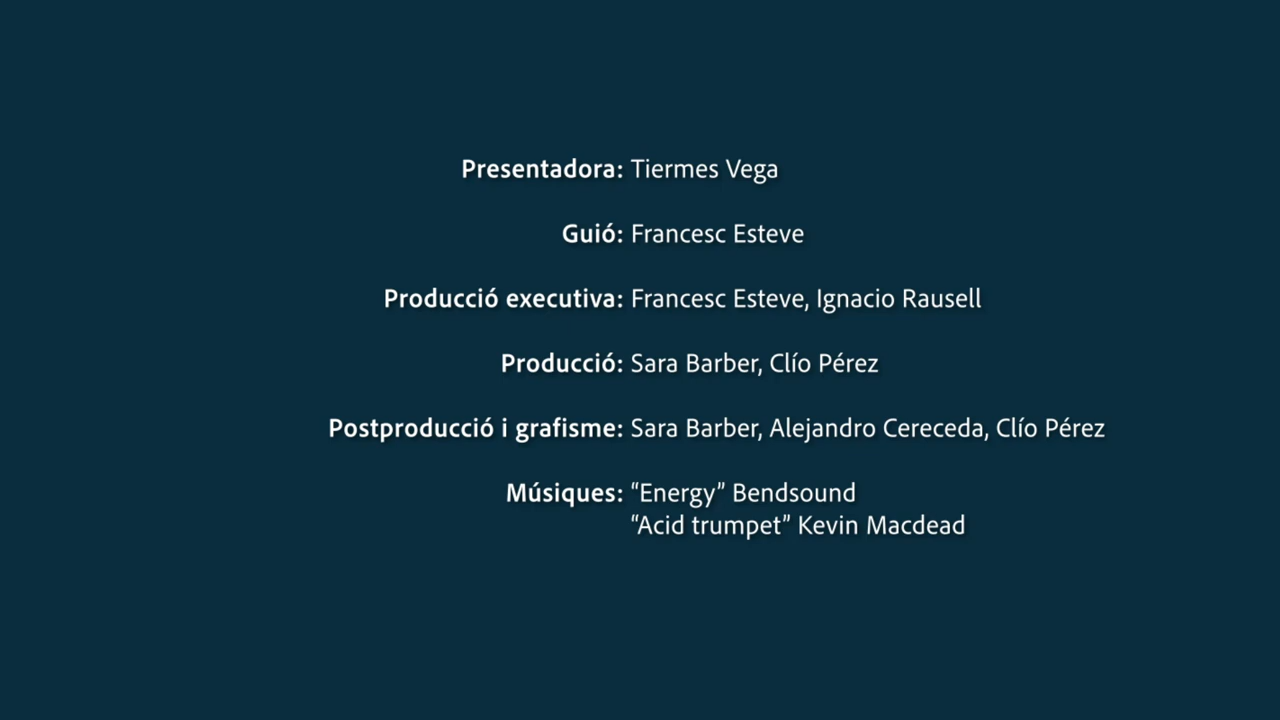 Presentadora: Tiermes Vega
Guió: Francesc Esteve
Producció executiva: Francesc Esteve, Ignacio Rausell
Producció: Sara Barber, Clío Pérez
Postproducció i grafisme: Sara Barber, Alejandro Cereceda, Clío Pérez
Músiques: “Energy” Bendsound
“Acid trumpet” Kevin Macdead